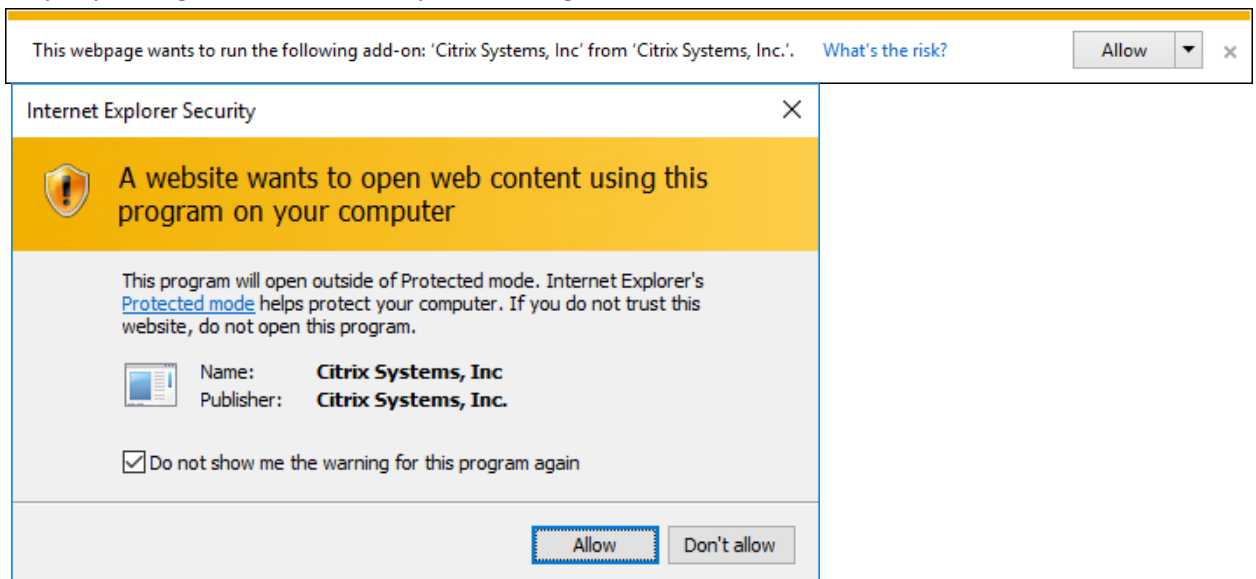 This webpage wants to run the following add-on: 'Citrix Systems, Inc' from 'Citrix Systems, Inc.'. What's the risk? Allow
Internet Explorer Security
A website wants to open web content using this
program on your computer
This program will open outside of Protected mode. Internet Explorer's
Protected mode helps protect your computer. If you do not trust this
website, do not open this program.
Name: Citrix Systems, Inc
Publisher: Citrix Systems, Inc.
Do not show me the warning for this program again
Allow Don't allow